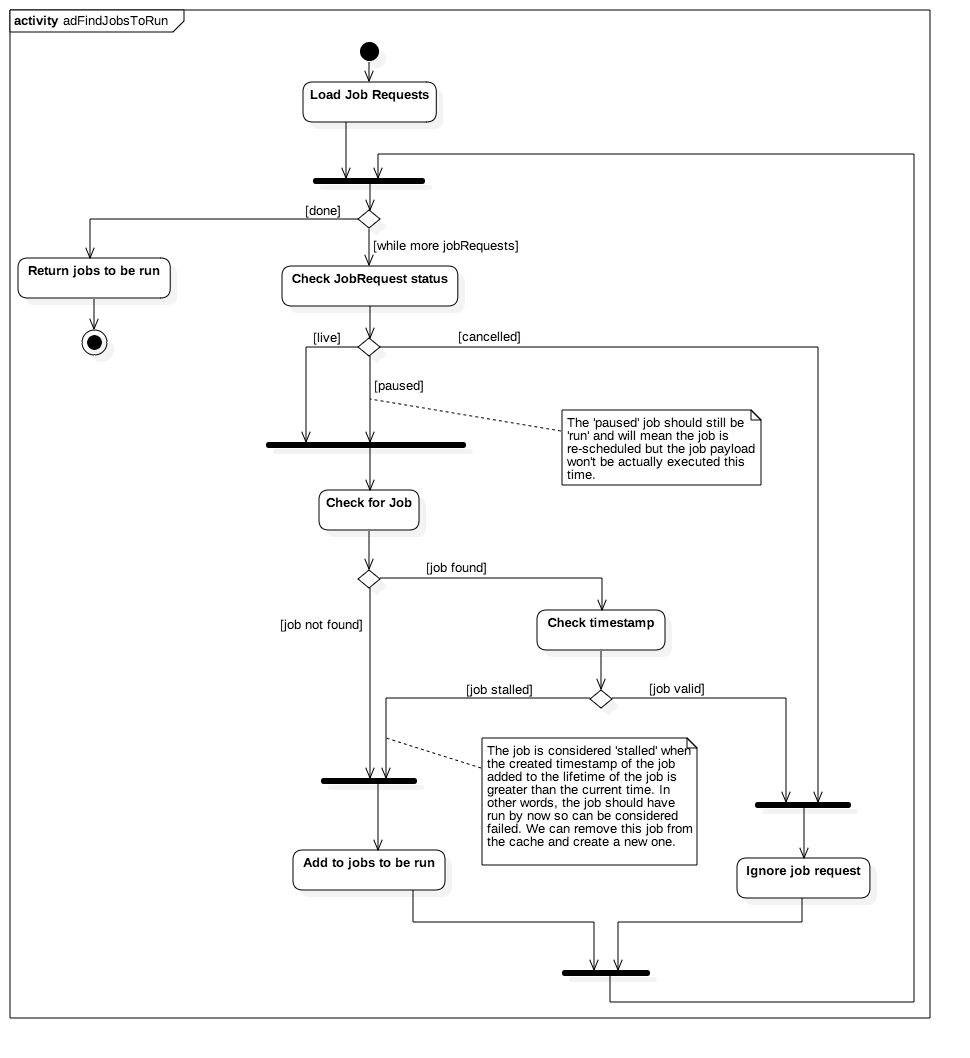 activity adFindJobsToRun
Load Job Requests
[done]
[while more jobRequests]
Return jobs to be run
Check JobRequest status
[live]
[cancelled]
[paused]
The 'paused' job should still be
'run' and will mean the job is
re-scheduled but the job payload
won't be actually executed this
time.
Check for Job
[job found]
[job not found]
Check timestamp
[job stalled]
[job valid]
The job is considered 'stalled' when
the created timestamp of the job
added to the lifetime of the job is
greater than the current time. In
other words, the job should have
run by now so can be considered
failed. We can remove this job from
the cache and create a new one.
Add to jobs to be run
Ignore job request